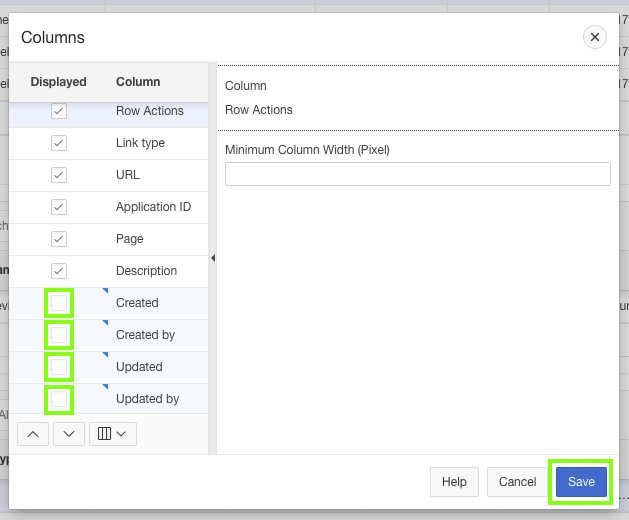 Columns
Displayed Column
Row Actions
Link type
URL
Application ID
Page
Description
Created
Created by
Updated
Updated by
Column
Row Actions
Minimum Column Width (Pixel)
Help Cancel Save